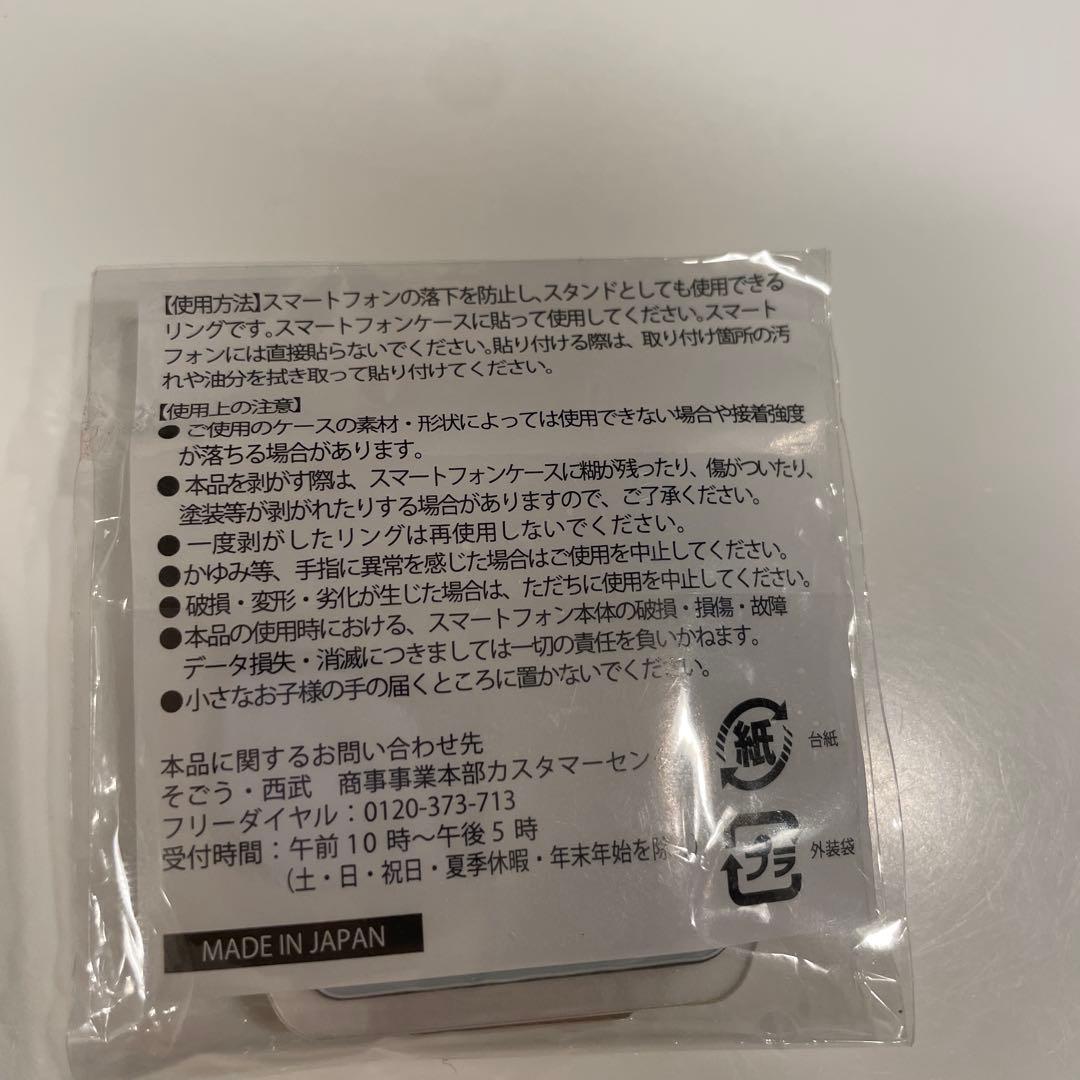 【使用方法】スマートフォンの落下を防止し、スタンドとしても使用できる
リングです。スマートフォンケースに貼って使用してください。スマート
フォンには直接貼らないでください。貼り付ける際は、取り付け箇所の汚
れや油分を拭き取って貼り付けてください。
【使用上の注意】
● ご使用のケースの素材・形状によっては使用できない場合や接着強度
が落ちる場合があります。
● 本品を剥がす際は、スマートフォンケースに糊が残ったり、傷がついたり、
塗装等が剥がれたりする場合がありますので、ご了承ください。
● 一度剥がしたリングは再使用しないでください。
● かゆみ等、手指に異常を感じた場合はご使用を中止してください。
● 破損・変形・劣化が生じた場合は、ただちに使用を中止してください。
● 本品の使用時における、スマートフォン本体の破損・損傷・故障
データ損失・消滅につきましては一切の責任を負いかねます。
● 小さなお子様の手の届くところに置かないでください。
本品に関するお問い合わせ先
そごう・西武 商事事業本部カスタマーセン
フリーダイヤル：0120-373-713
受付時間：午前10時～午後5時
(土・日・祝日・夏季休暇・年末年始を除
紙 台紙
プラ 外装袋
MADE IN JAPAN